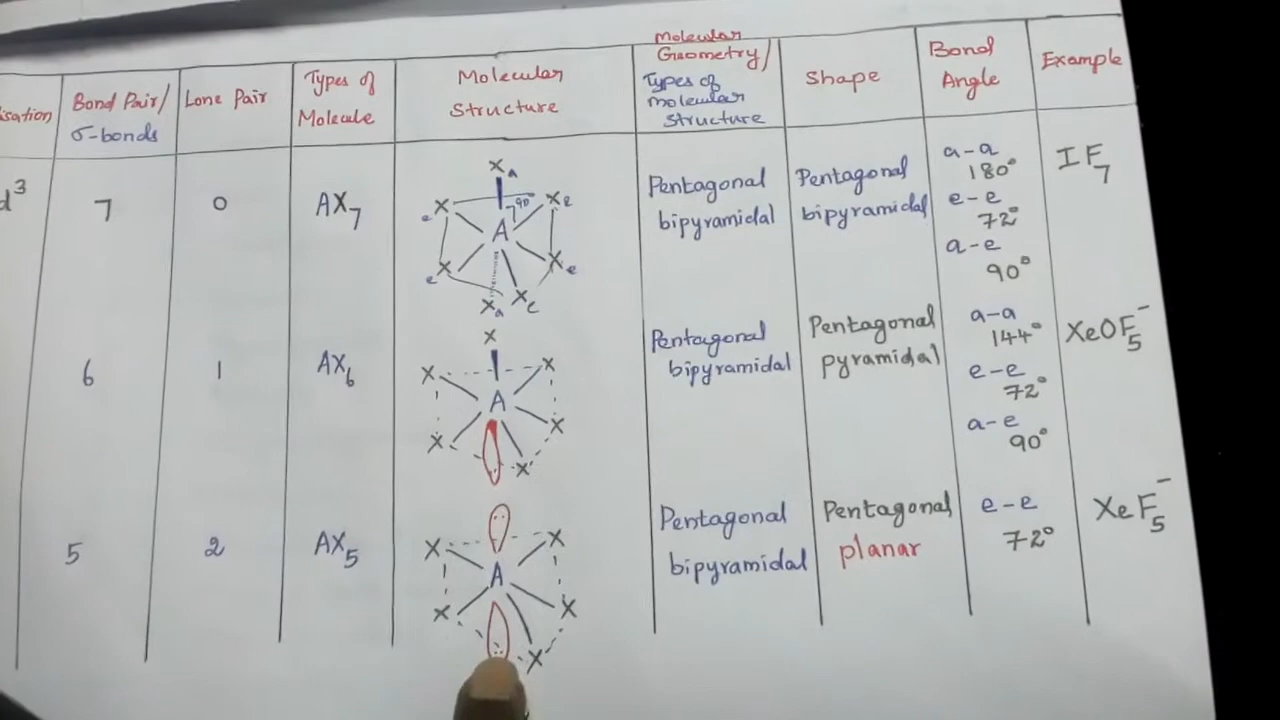 isation
Bond Pair/
σ-bonds
Lone Pair
Types of
Molecule
Molecular
Structure
Molecular
Geometry/
Types of
molecular
Structure
Shape
Bond
Angle
Example
d³
7
0
AX₇
X a
e X
X e
90°
A
e X
X e
X a
X e
Pentagonal
bipyramidal
Pentagonal
bipyramidal
a-a
180°
e-e
72°
a-e
90°
IF₇
6
1
AX₆
X
X
X
A
X
X
X
Pentagonal
bipyramidal
Pentagonal
pyramidal
a-a
144°
e-e
72°
a-e
90°
XeOF₅⁻
5
2
AX₅
X
X
A
X
X
X
Pentagonal
bipyramidal
Pentagonal
planar
e-e
72°
XeF₅⁻